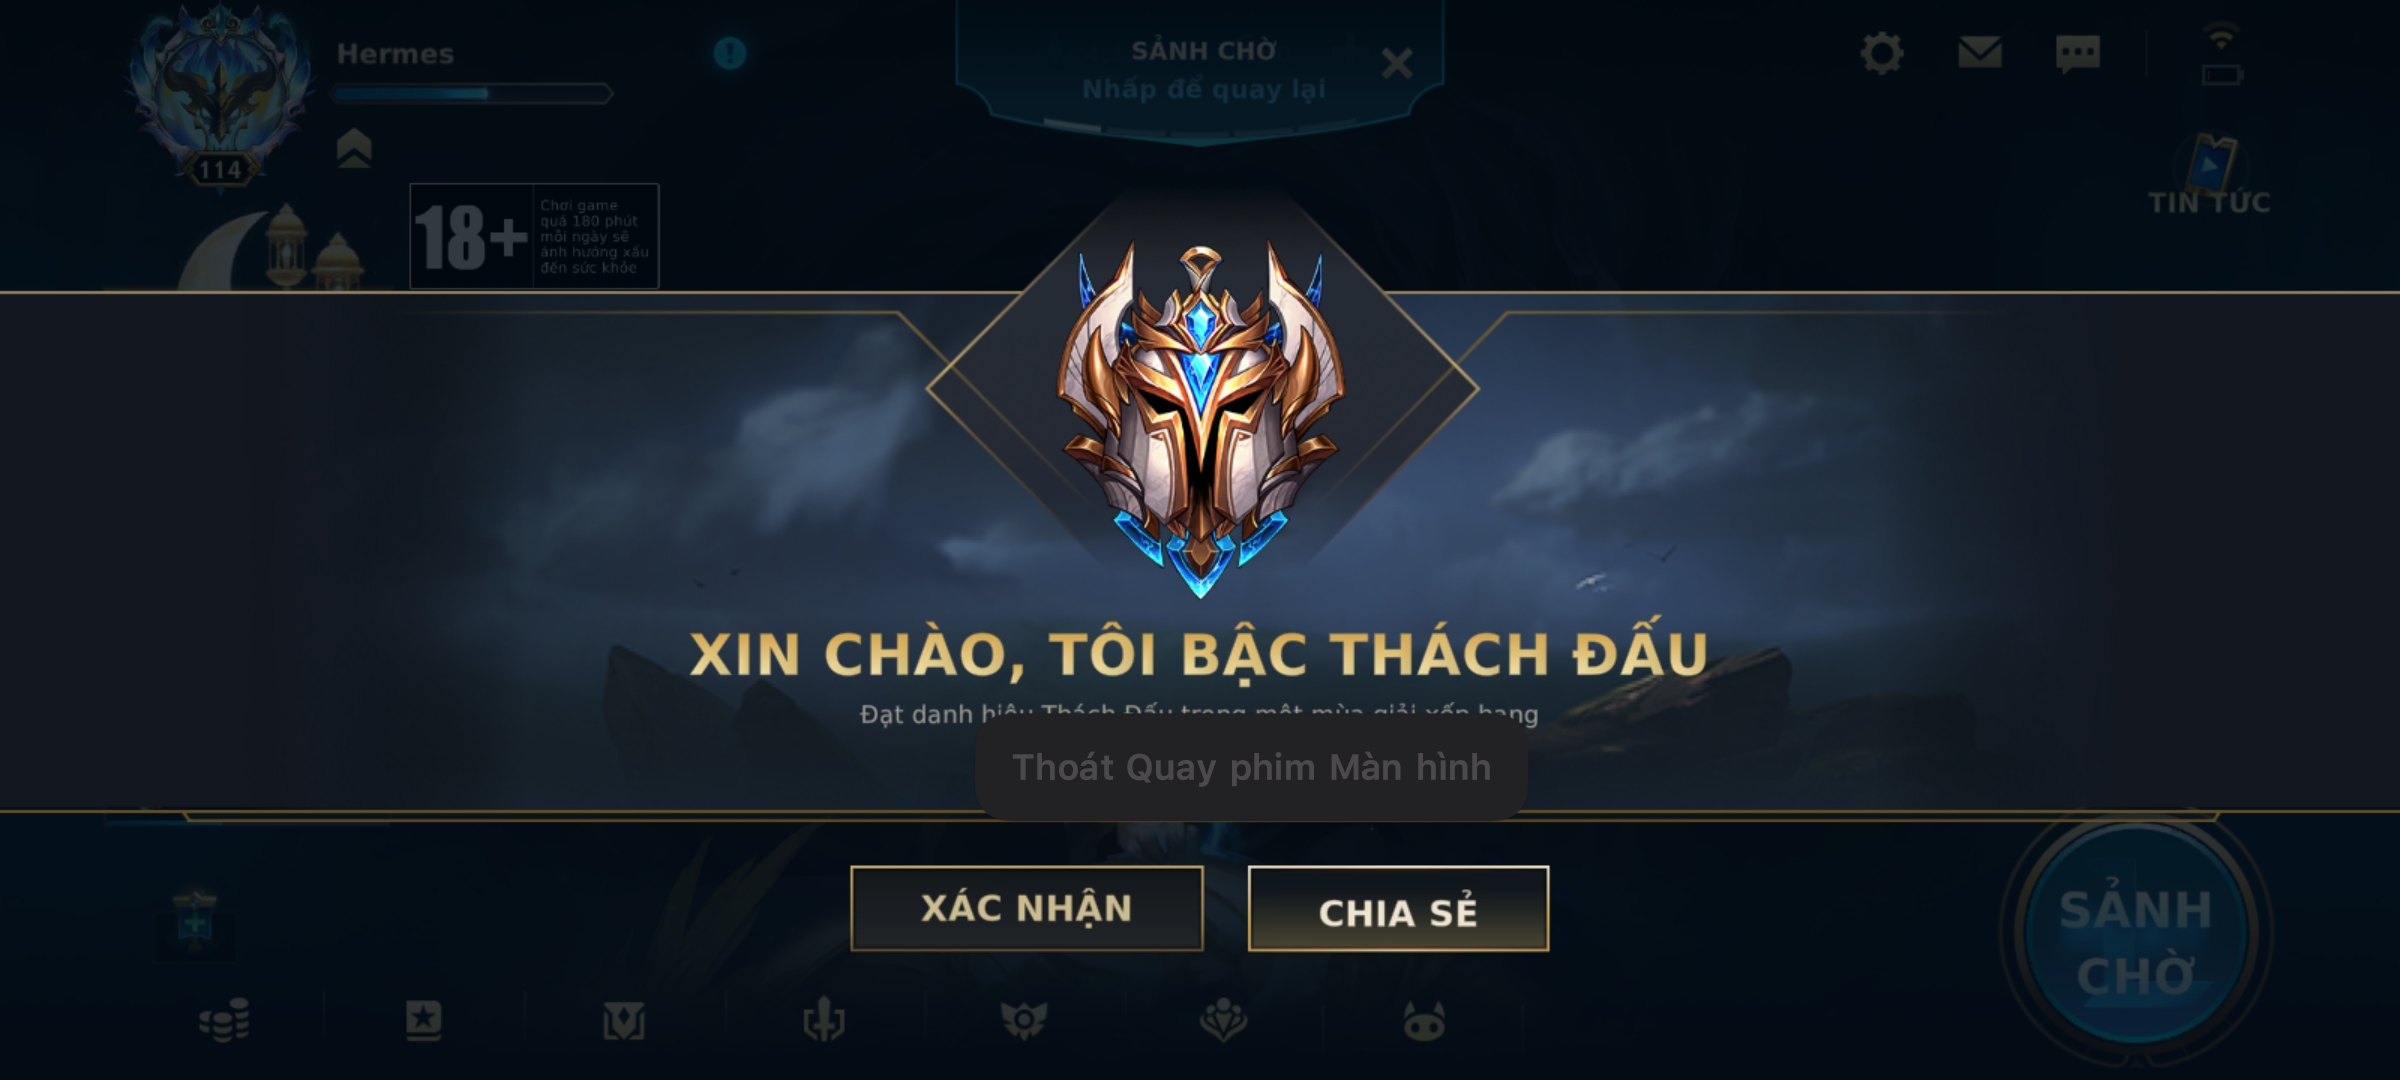 Hermes
114
SẢNH CHỜ
Nhấp để quay lại
TIN TỨC
18+
Chơi game
quá 180 phút
mỗi ngày sẽ
ảnh hưởng xấu
đến sức khỏe
XIN CHÀO, TÔI BẬC THÁCH ĐẤU
Đạt danh hiệu Thách Đấu trong một mùa giải xếp hạng
Thoát Quay phim Màn hình
XÁC NHẬN
CHIA SẺ
SẢNH
CHỜ